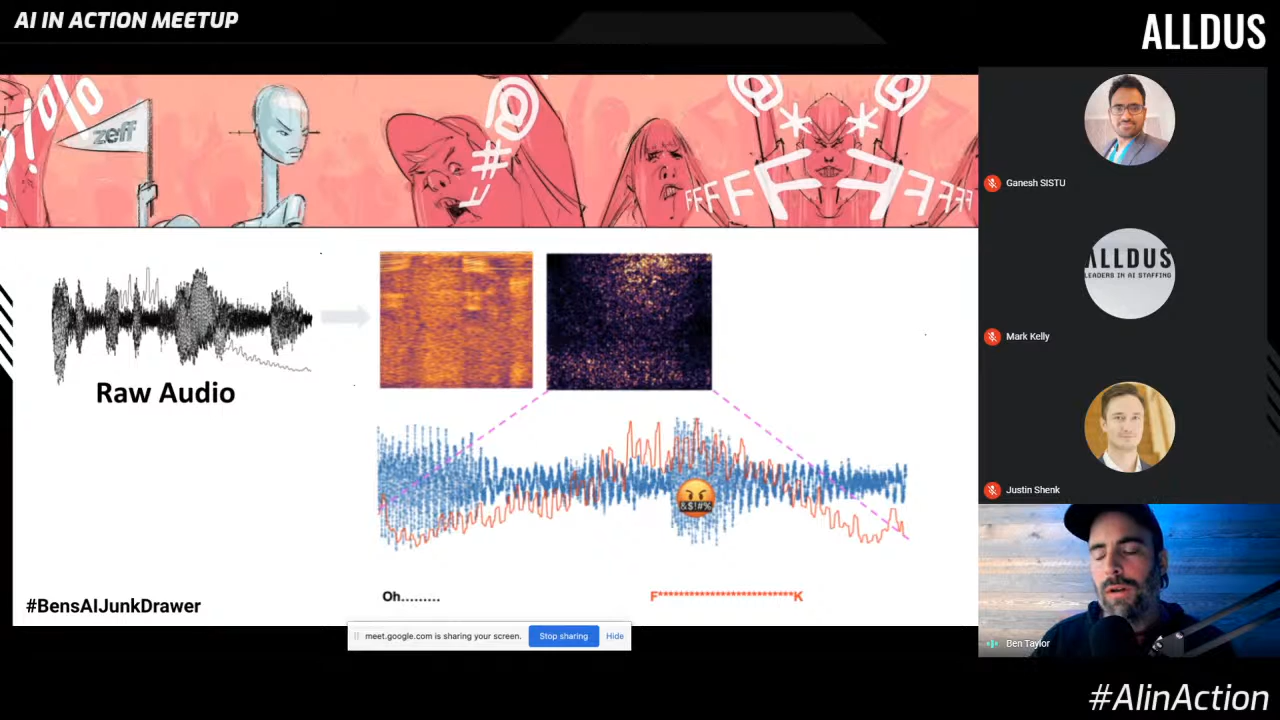 AI IN ACTION MEETUP
ALLDUS
zeff
Ganesh SISTU
ALLDUS
LEADERS IN AI STAFFING
Mark Kelly
Justin Shenk
Raw Audio
&$!#%
Oh.........
F**************************K
#BensAIJunkDrawer
meet.google.com is sharing your screen.
Stop sharing
Hide
Ben Taylor
#AIinAction